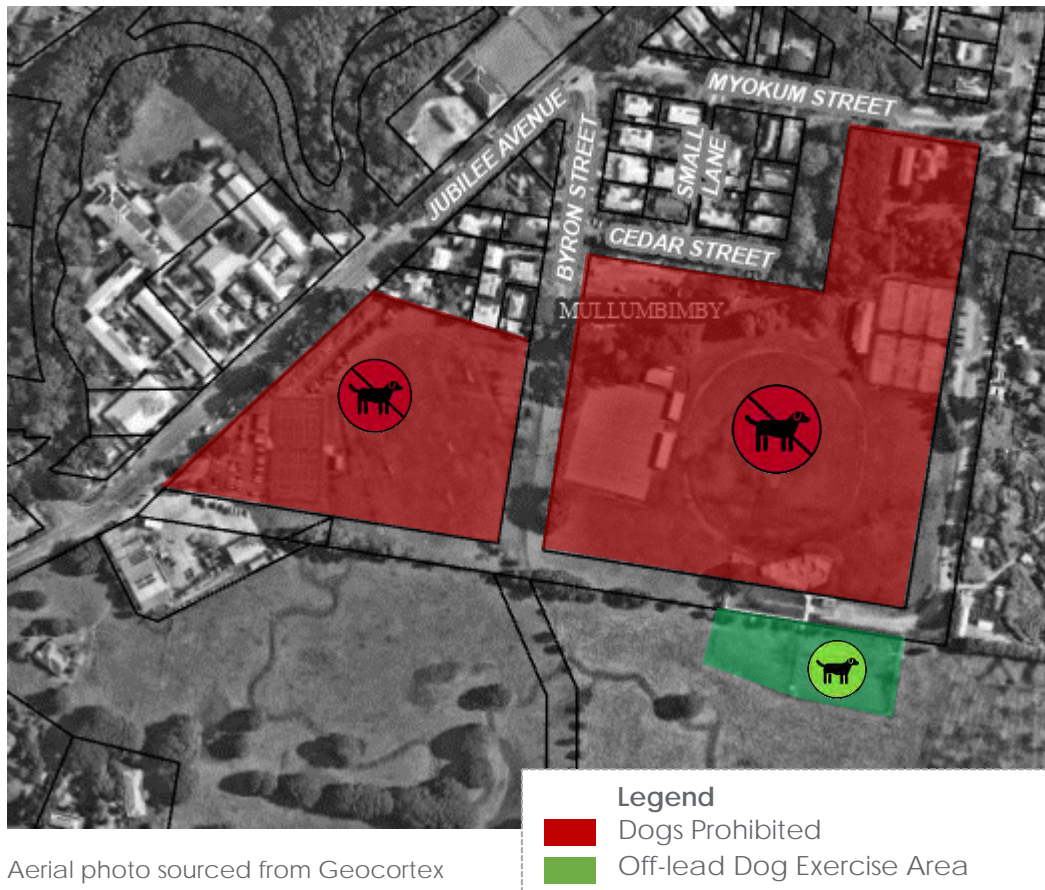 MYOKUM STREET
JUBILEE AVENUE
BYRON STREET
SMALL
LANE
CEDAR STREET
MULLUMBIMBY
Legend
Dogs Prohibited
Off-lead Dog Exercise Area
Aerial photo sourced from Geocortex